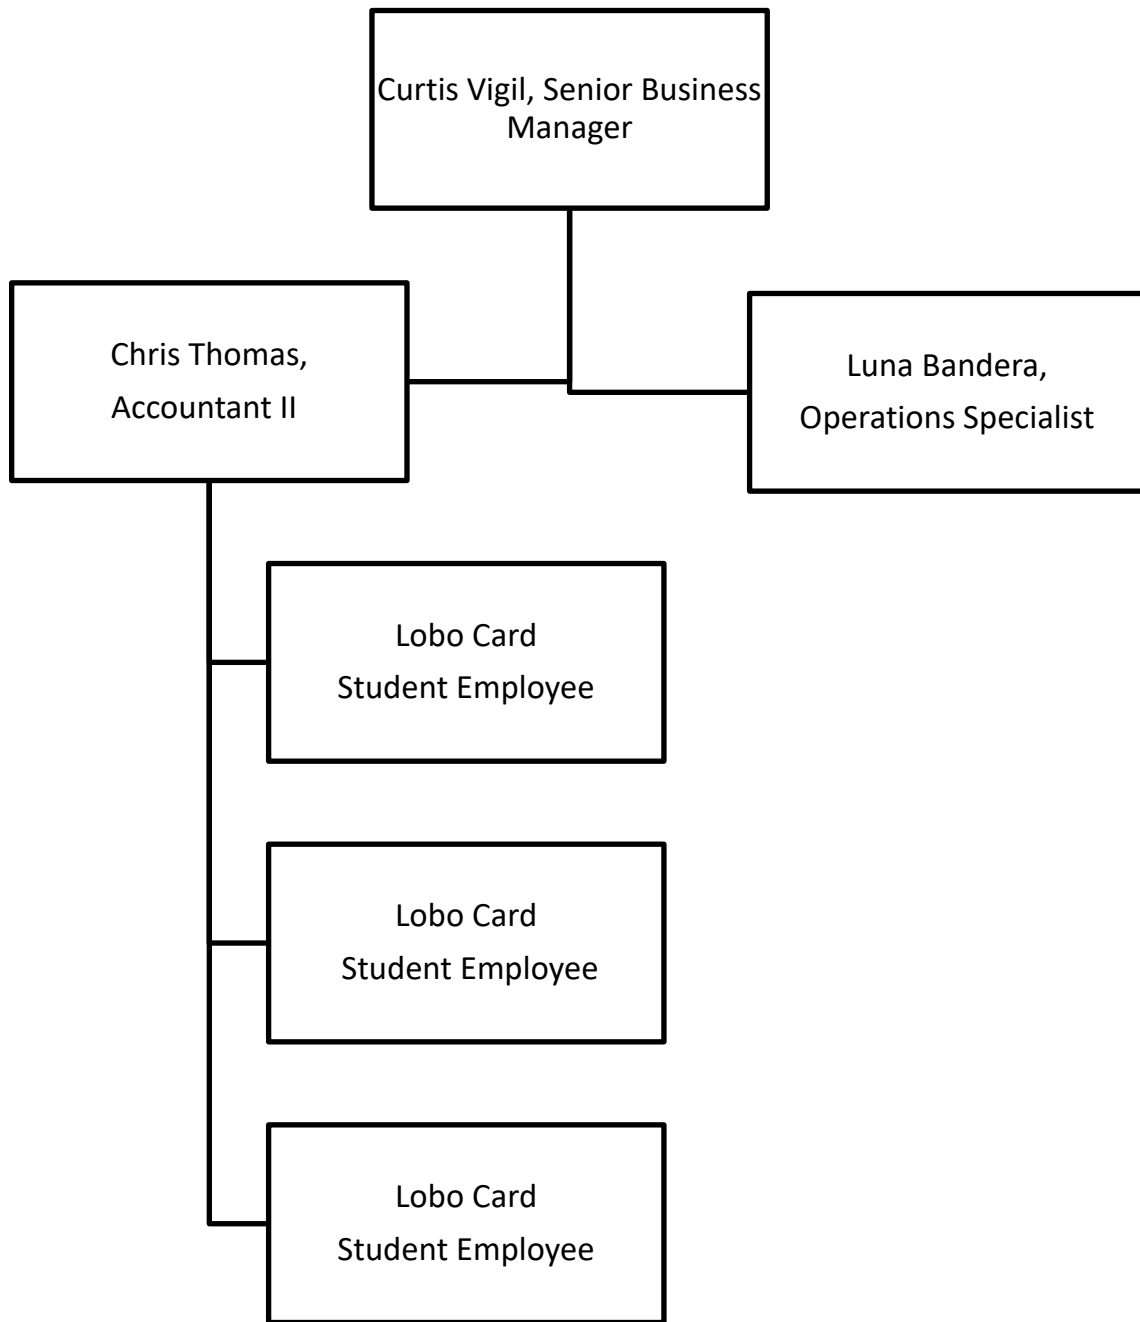 Curtis Vigil, Senior Business
Manager
Chris Thomas,
Accountant II
Luna Bandera,
Operations Specialist
Lobo Card
Student Employee
Lobo Card
Student Employee
Lobo Card
Student Employee